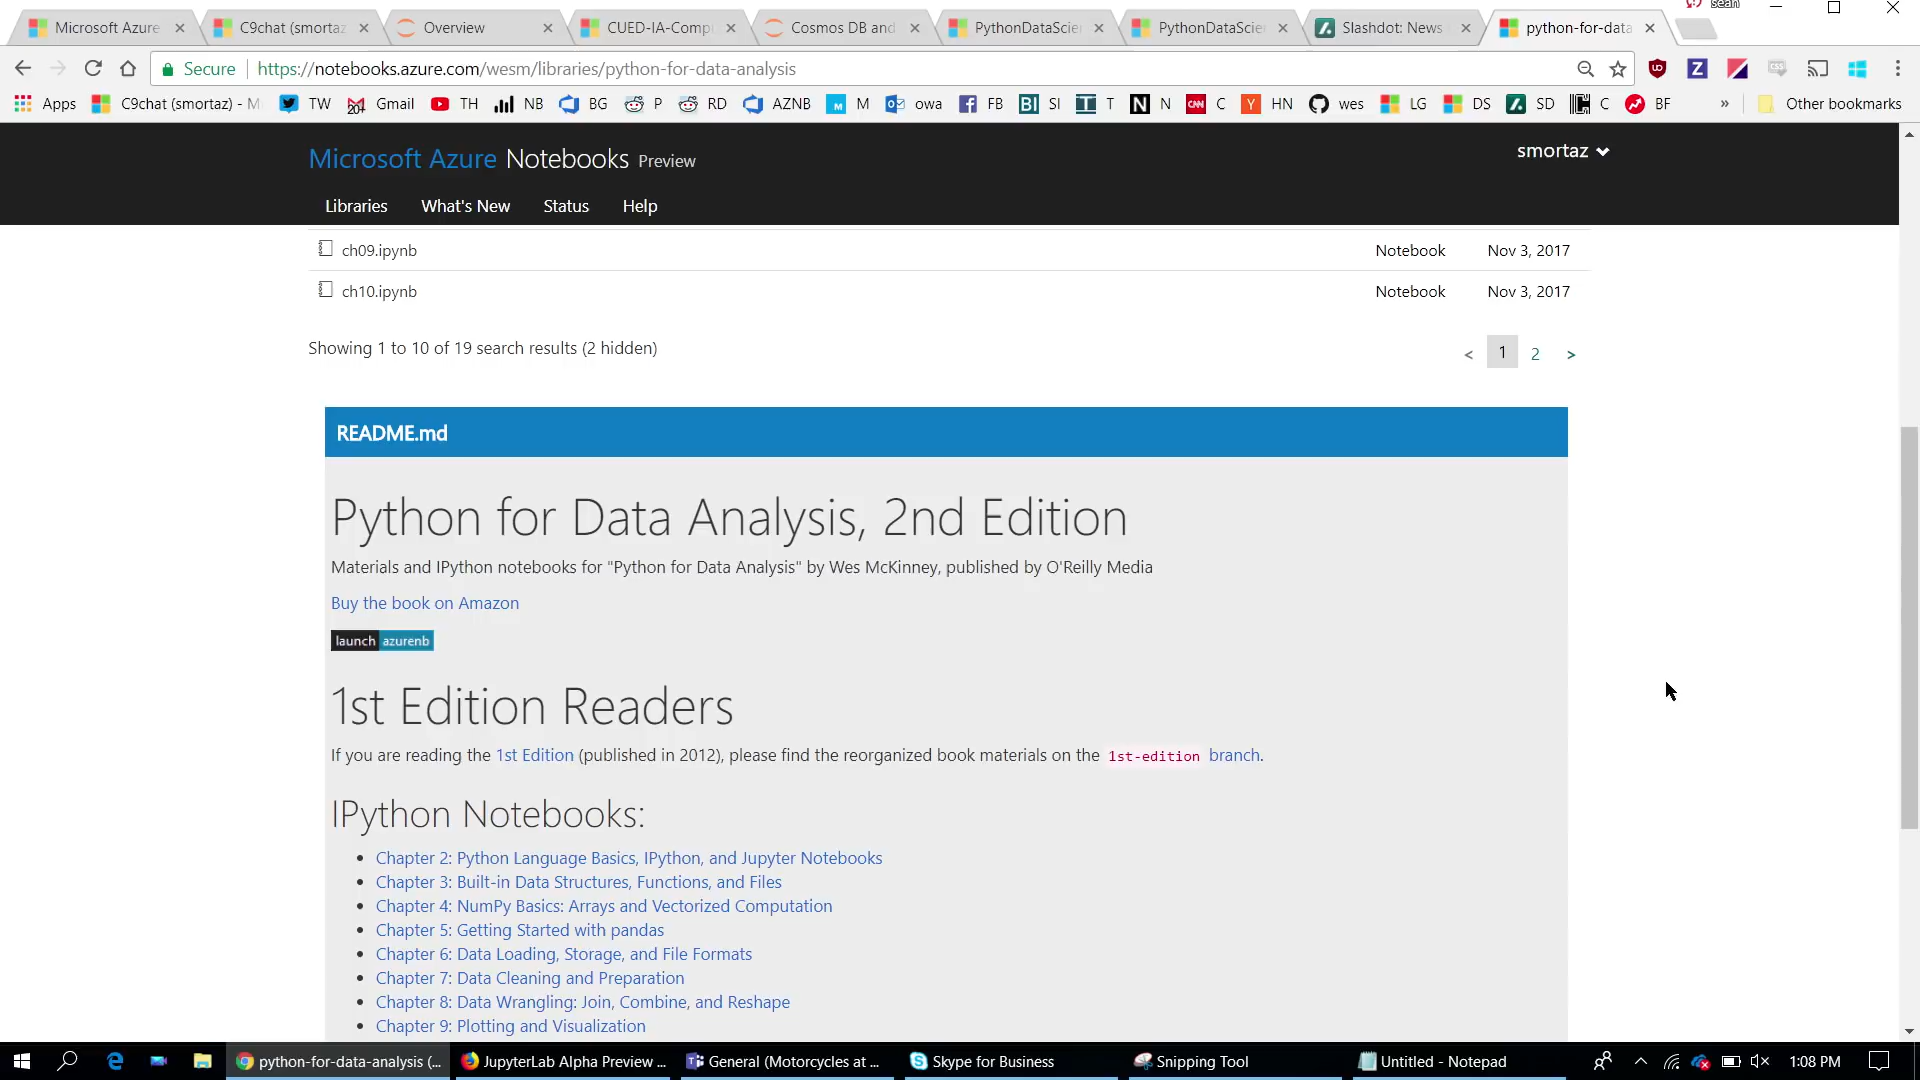 sean
Microsoft Azure
C9chat (smortaz
Overview
CUED-IA-Comp
Cosmos DB and
PythonDataScie
PythonDataScie
Slashdot: News
python-for-data
Secure
https://notebooks.azure.com/wesm/libraries/python-for-data-analysis
Apps C9chat (smortaz) - M TW Gmail TH NB BG P RD AZNB M owa FB SI T N C HN wes LG DS SD C BF » Other bookmarks
Microsoft Azure Notebooks Preview
smortaz
Libraries What's New Status Help
ch09.ipynb Notebook Nov 3, 2017
ch10.ipynb Notebook Nov 3, 2017
Showing 1 to 10 of 19 search results (2 hidden) < 1 2 >
README.md
Python for Data Analysis, 2nd Edition
Materials and IPython notebooks for "Python for Data Analysis" by Wes McKinney, published by O'Reilly Media
Buy the book on Amazon
launch azurenb
1st Edition Readers
If you are reading the 1st Edition (published in 2012), please find the reorganized book materials on the 1st-edition branch.
IPython Notebooks:
Chapter 2: Python Language Basics, IPython, and Jupyter Notebooks
Chapter 3: Built-in Data Structures, Functions, and Files
Chapter 4: NumPy Basics: Arrays and Vectorized Computation
Chapter 5: Getting Started with pandas
Chapter 6: Data Loading, Storage, and File Formats
Chapter 7: Data Cleaning and Preparation
Chapter 8: Data Wrangling: Join, Combine, and Reshape
Chapter 9: Plotting and Visualization
python-for-data-analysis (... JupyterLab Alpha Preview ... General (Motorcycles at ... Skype for Business Snipping Tool Untitled - Notepad 1:08 PM